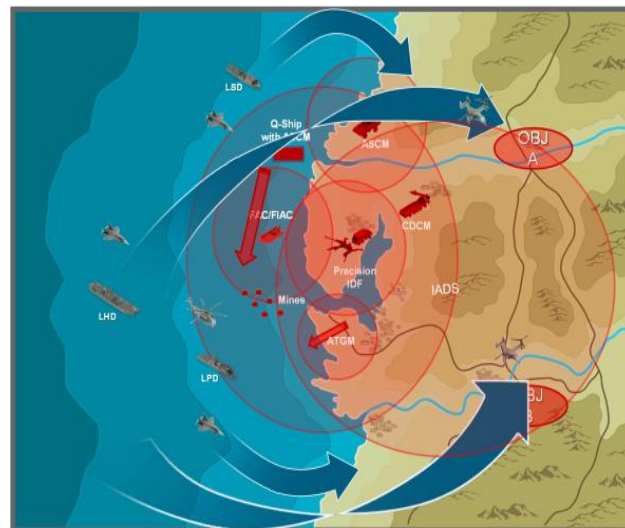 LSD
Q-Ship
with ASCM
ASCM
OBJ
A
FAC/FIAC
CDCM
Precision
IDF
IADS
LHD
Mines
ATGM
LPD
OBJ
B